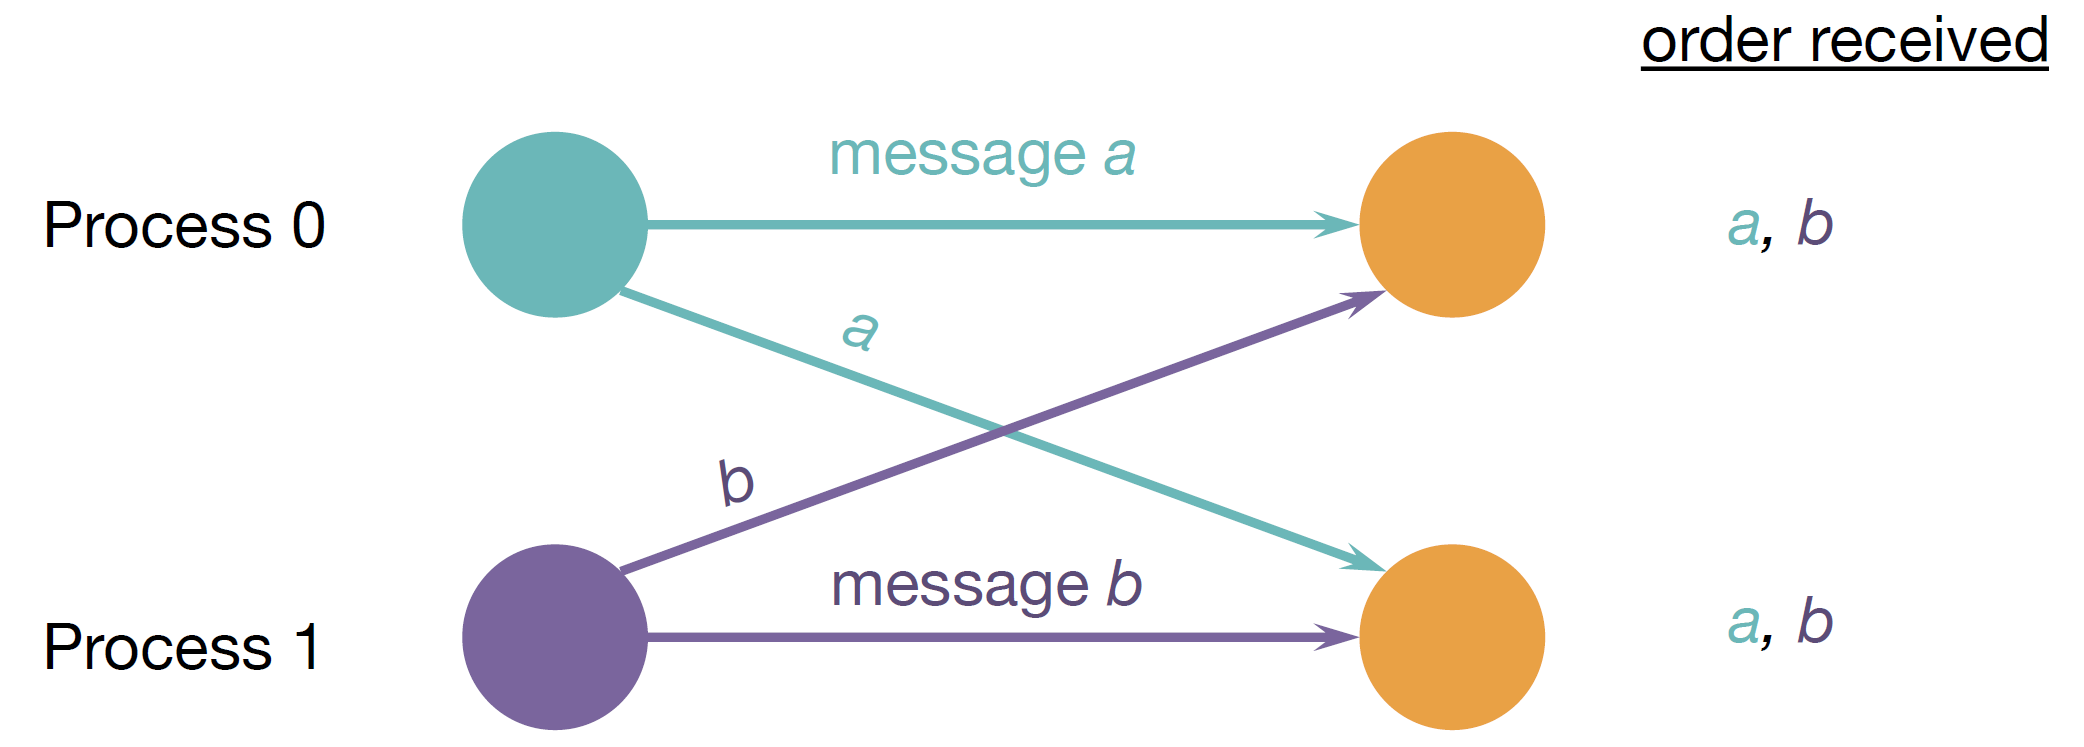 order received
message a
Process 0
a, b
a
b
message b
Process 1
a, b